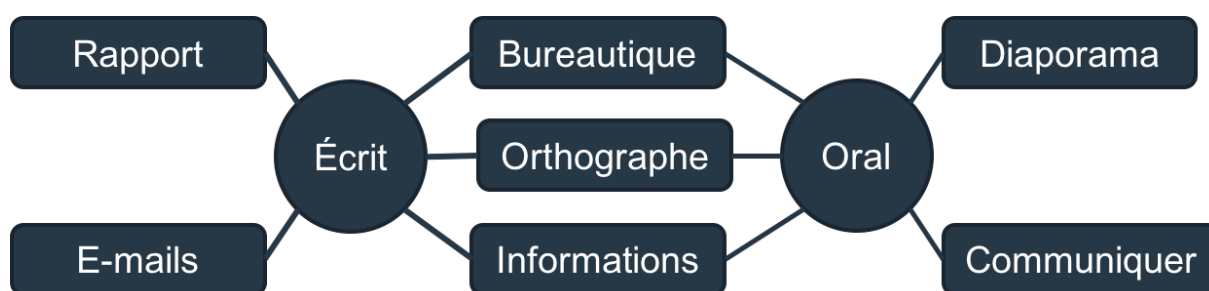 Rapport
Bureautique
Diaporama
Écrit
Orthographe
Oral
E-mails
Informations
Communiquer